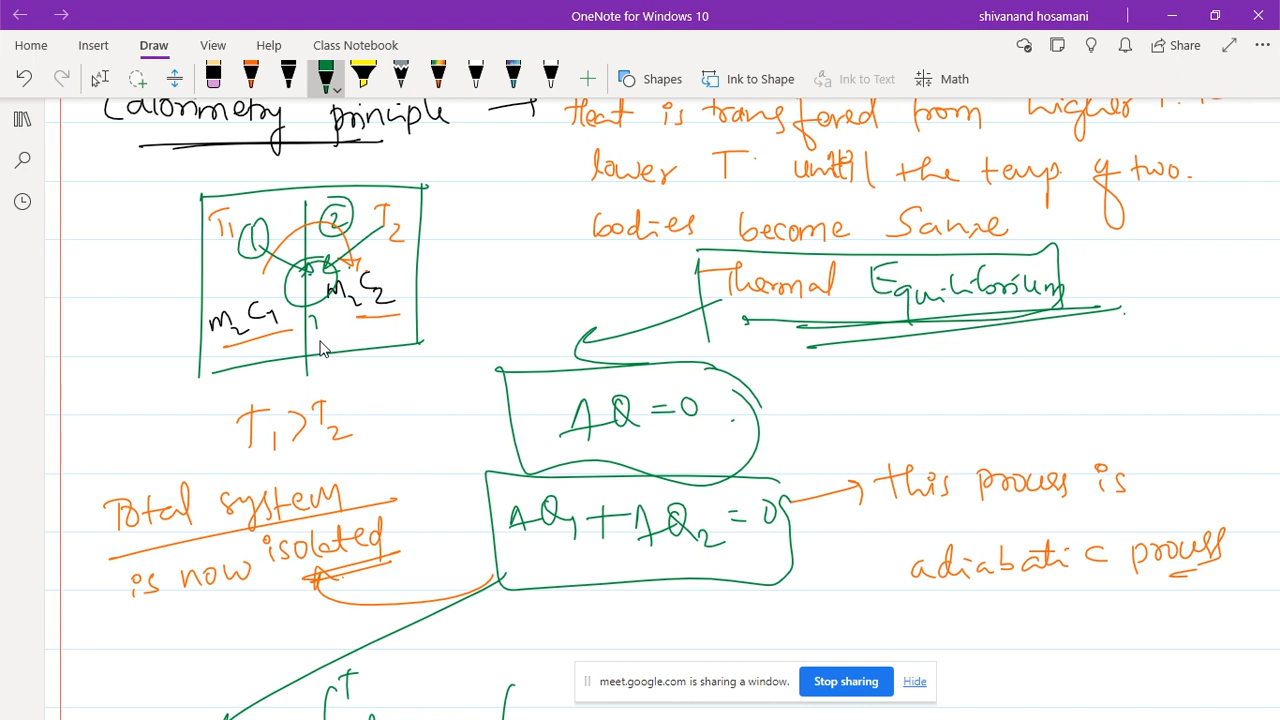 OneNote for Windows 10
shivanand hosamani
Home Insert Draw View Help Class Notebook
Share
Shapes
Ink to Shape
Ink to Text
Math
Calorimetry principle →
Heat is transfered from higher T. to
lower T until the temp of two.
bodies become Same
Thermal Equilibrium
T1 ① ② T2
m2 C1
m2 C2
T
T1 > T2
ΔQ = 0
ΔQ1 + ΔQ2 = 0
this process is
adiabatic process
Total system
is now isolated
T
meet.google.com is sharing a window.
Stop sharing
Hide